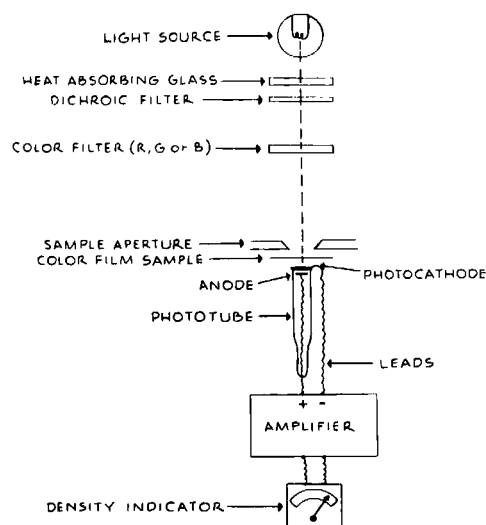 LIGHT SOURCE
HEAT ABSORBING GLASS
DICHROIC FILTER
COLOR FILTER (R, G or B)
SAMPLE APERTURE
COLOR FILM SAMPLE
PHOTOCATHODE
ANODE
PHOTOTUBE
LEADS
+ -
AMPLIFIER
DENSITY INDICATOR